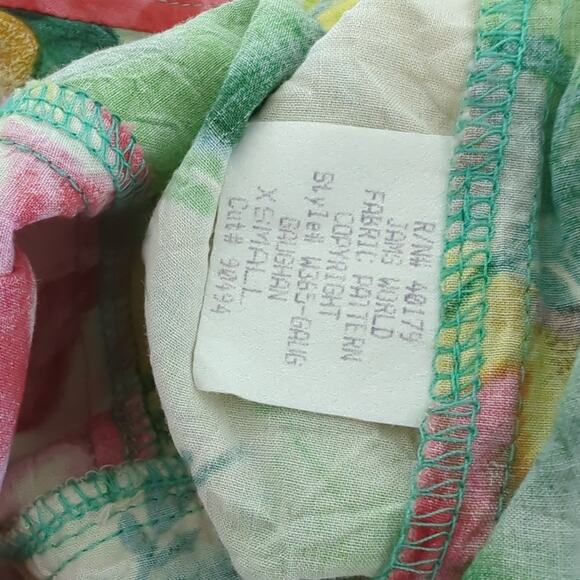 R/N# 40179
JAMS WORLD
FABRIC PATTERN
COPYRIGHT
Style# W365-GAUG
GAUGHAN
X SMALL
Cut# 90494